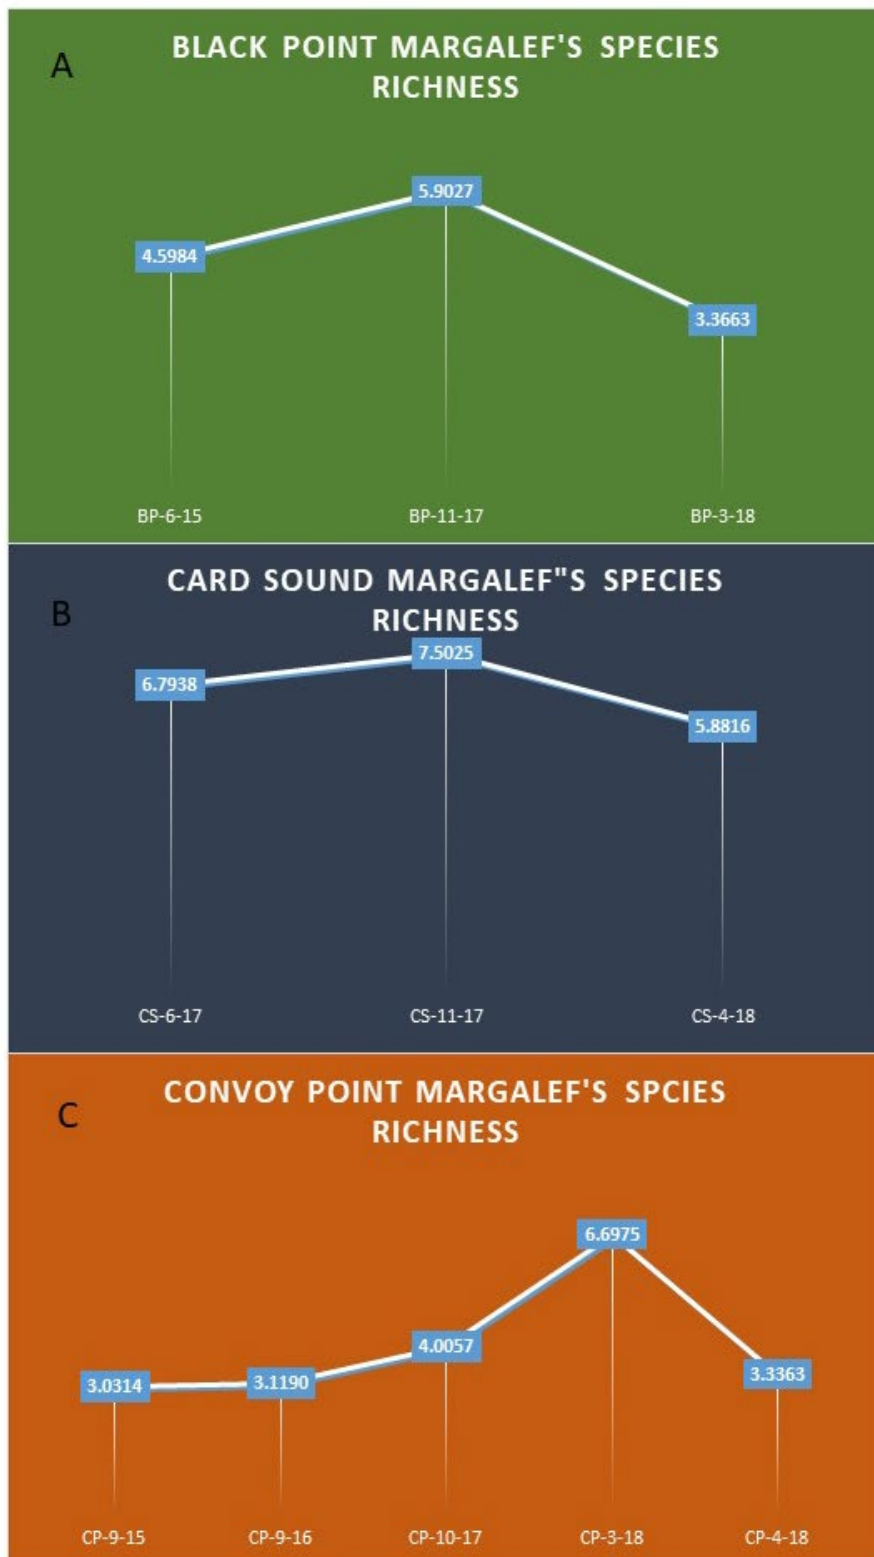 A
BLACK POINT MARGALEF'S SPECIES
RICHNESS
5.9027
4.5984
3.3663
BP-6-15 BP-11-17 BP-3-18
B
CARD SOUND MARGALEF"S SPECIES
RICHNESS
7.5025
6.7938
5.8816
CS-6-17 CS-11-17 CS-4-18
C
CONVOY POINT MARGALEF'S SPCIES
RICHNESS
6.6975
4.0057
3.0314 3.1190 3.3363
CP-9-15 CP-9-16 CP-10-17 CP-3-18 CP-4-18